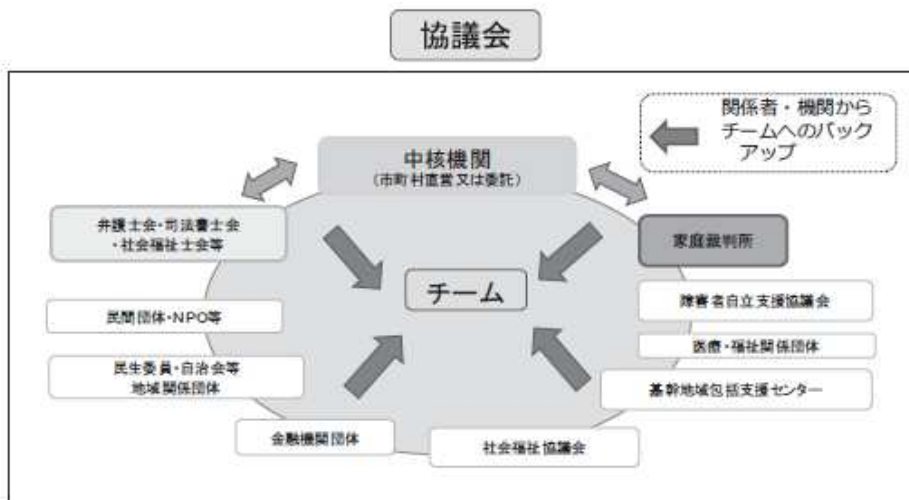 協議会
関係者・機関から
チームへのバック
アップ
中核機関
(市町村直営又は委託)
弁護士会・司法書士会
・社会福祉士会等
家庭裁判所
チーム
障害者自立支援協議会
民間団体・NPO等
医療・福祉関係団体
民生委員・自治会等
地域関係団体
基幹地域包括支援センター
金融機関団体
社会福祉協議会